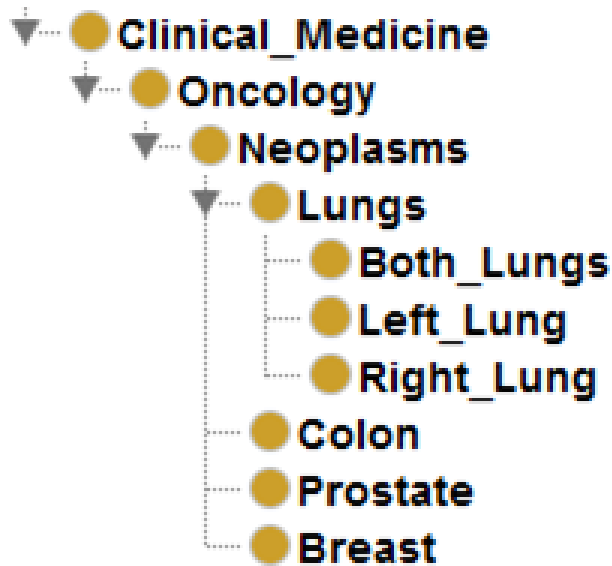 Clinical_Medicine
Oncology
Neoplasms
Lungs
Both_Lungs
Left_Lung
Right_Lung
Colon
Prostate
Breast